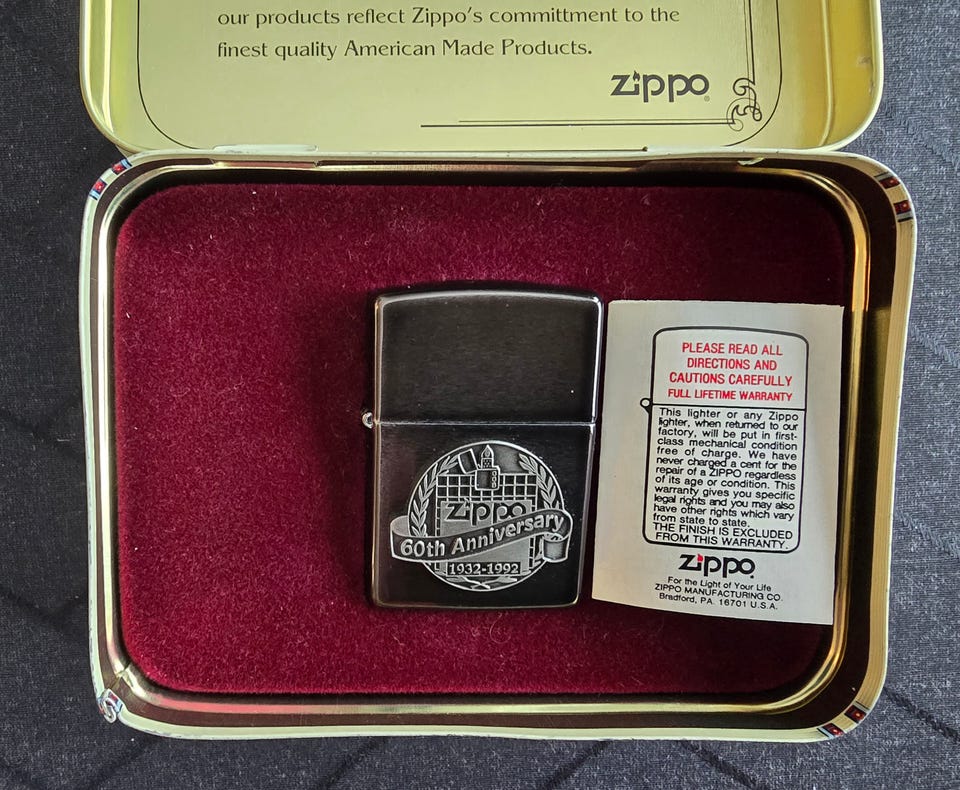 our products reflect Zippo's committment to the
finest quality American Made Products.
zippo
zippo
60th Anniversary
1932-1992
PLEASE READ ALL
DIRECTIONS AND
CAUTIONS CAREFULLY
FULL LIFETIME WARRANTY
This lighter or any Zippo
lighter, when returned to our
factory, will be put in first-
class mechanical condition
free of charge. We have
never charged a cent for the
repair of a ZIPPO regardless
of its age or condition. This
warranty gives you specific
legal rights and you may also
have other rights which vary
from state to state.
THE FINISH IS EXCLUDED
FROM THIS WARRANTY.
zippo
For the Light of Your Life
ZIPPO MANUFACTURING CO.
Bradford, PA. 16701 U.S.A.